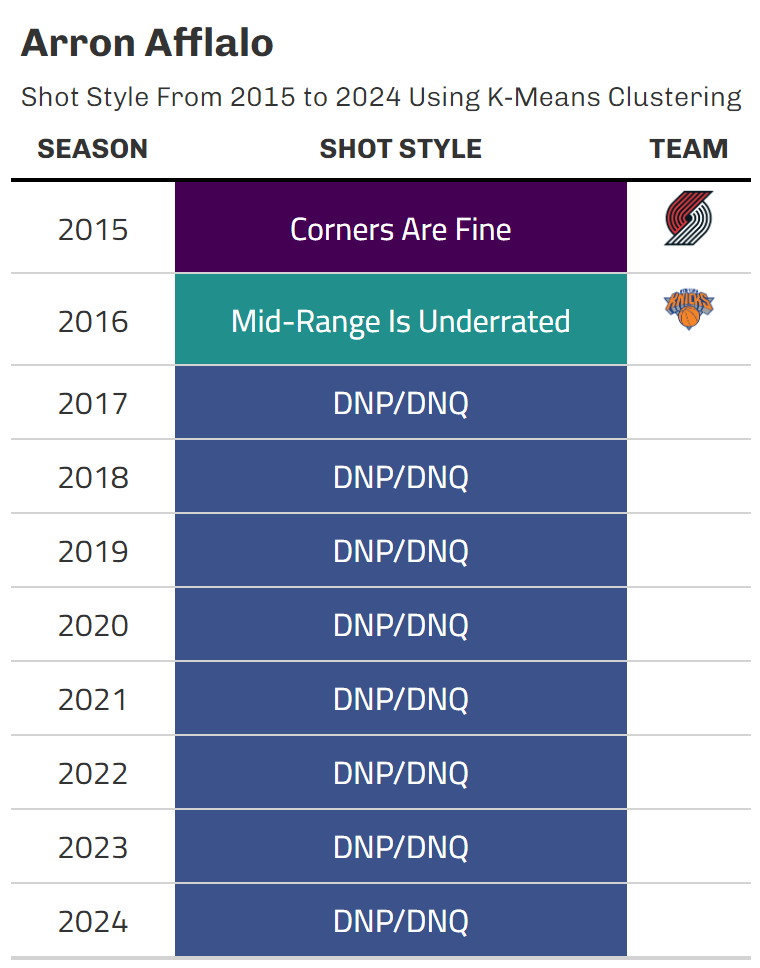 Arron Afflalo
Shot Style From 2015 to 2024 Using K-Means Clustering
SEASON SHOT STYLE TEAM
2015 Corners Are Fine
2016 Mid-Range Is Underrated KNICKS
2017 DNP/DNQ
2018 DNP/DNQ
2019 DNP/DNQ
2020 DNP/DNQ
2021 DNP/DNQ
2022 DNP/DNQ
2023 DNP/DNQ
2024 DNP/DNQ